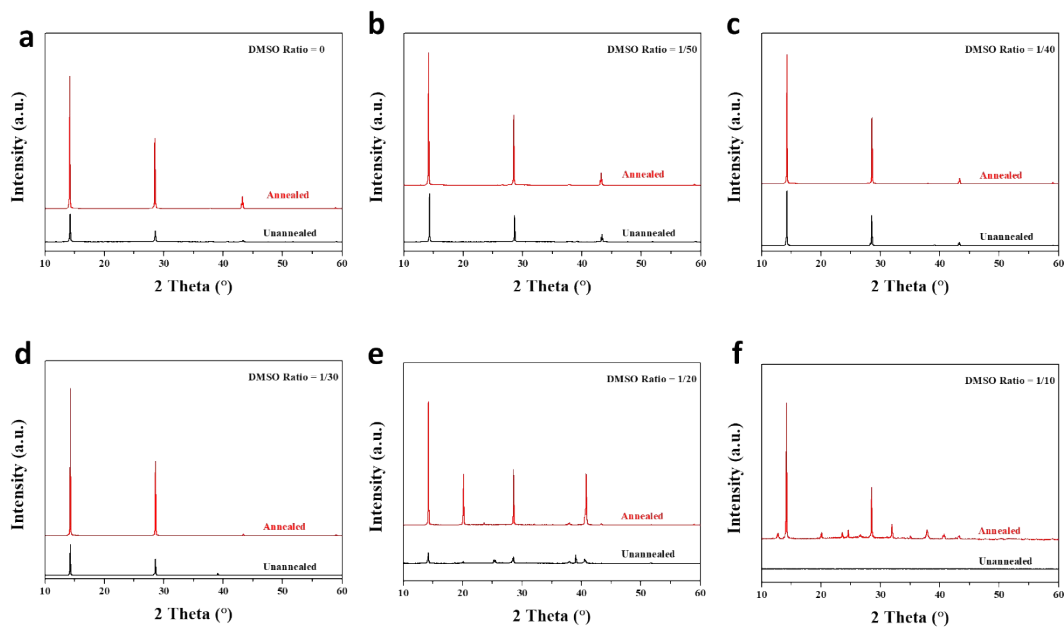 a
DMSO Ratio = 0
Intensity (a.u.)
Annealed
Unannealed
10 20 30 40 50 60
2 Theta (°)
b
DMSO Ratio = 1/50
Intensity (a.u.)
Annealed
Unannealed
10 20 30 40 50 60
2 Theta (°)
c
DMSO Ratio = 1/40
Intensity (a.u.)
Annealed
Unannealed
10 20 30 40 50 60
2 Theta (°)
d
DMSO Ratio = 1/30
Intensity (a.u.)
Annealed
Unannealed
10 20 30 40 50 60
2 Theta (°)
e
DMSO Ratio = 1/20
Intensity (a.u.)
Annealed
Unannealed
10 20 30 40 50 60
2 Theta (°)
f
DMSO Ratio = 1/10
Intensity (a.u.)
Annealed
Unannealed
10 20 30 40 50 60
2 Theta (°)